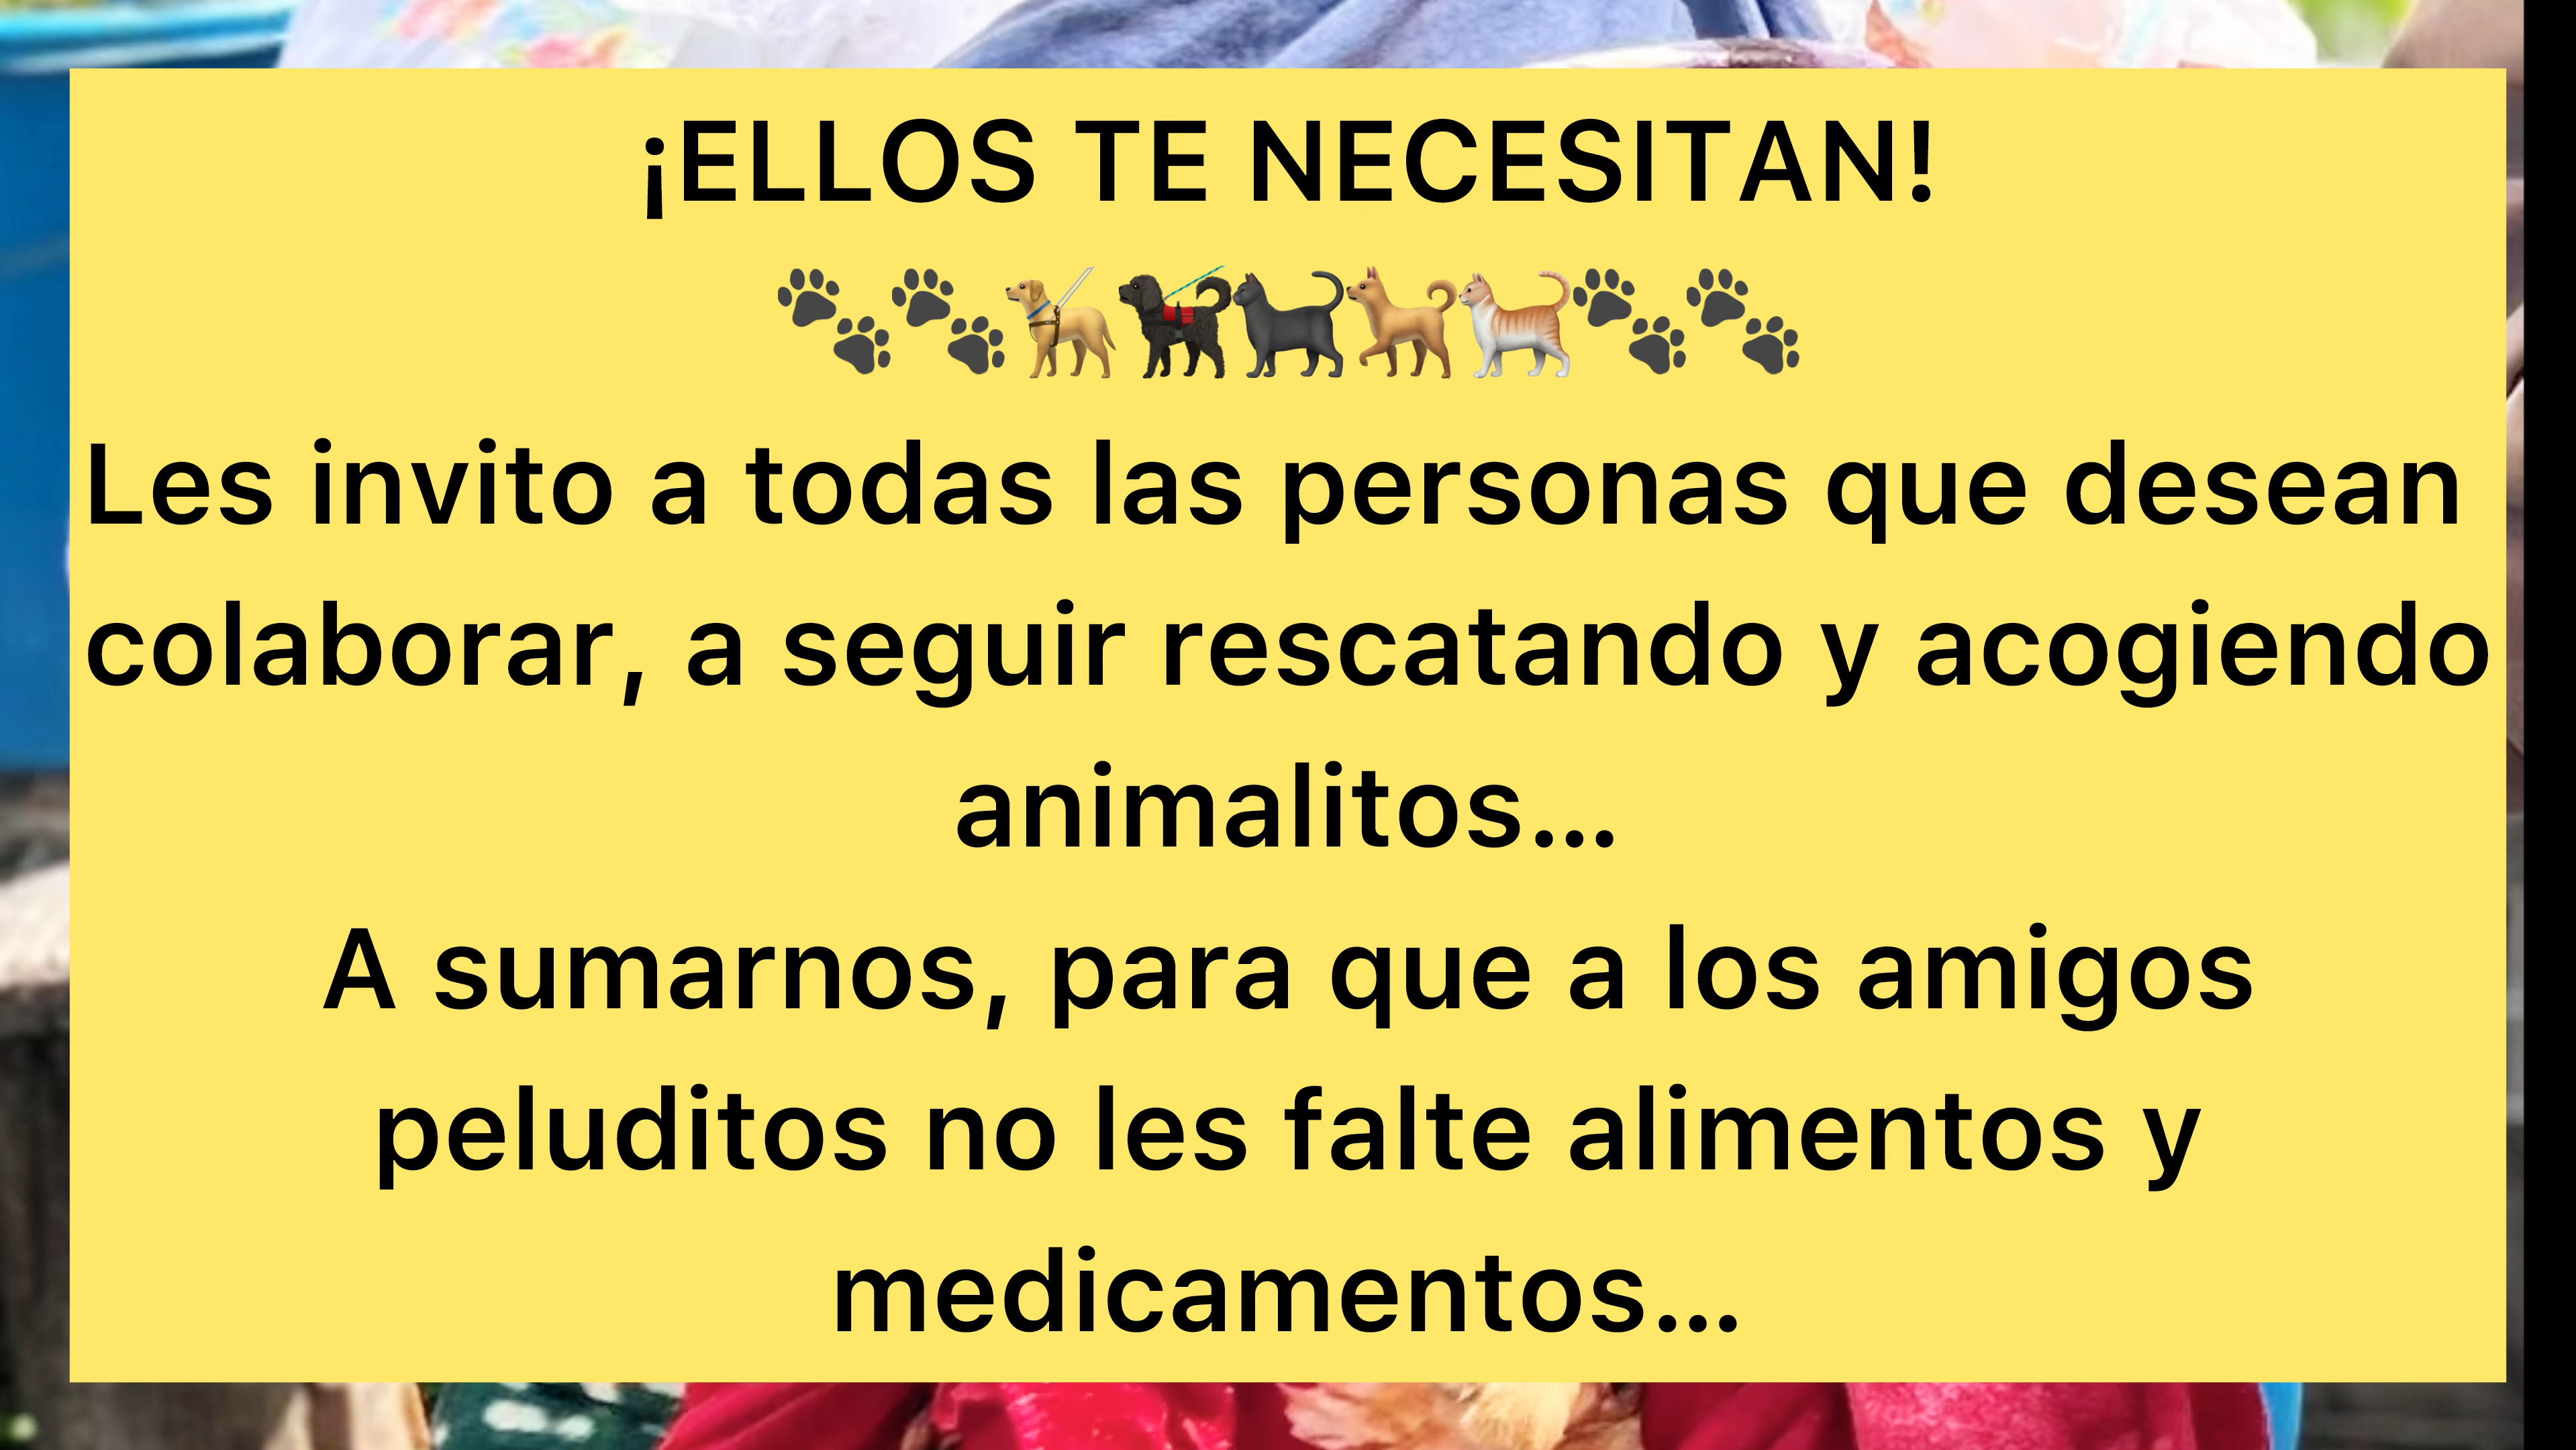 ¡ELLOS TE NECESITAN!
🐾🐾🦮🐕‍🦺🐈‍⬛🐕🐈🐾🐾
Les invito a todas las personas que desean
colaborar, a seguir rescatando y acogiendo
animalitos...
A sumarnos, para que a los amigos
peluditos no les falte alimentos y
medicamentos...